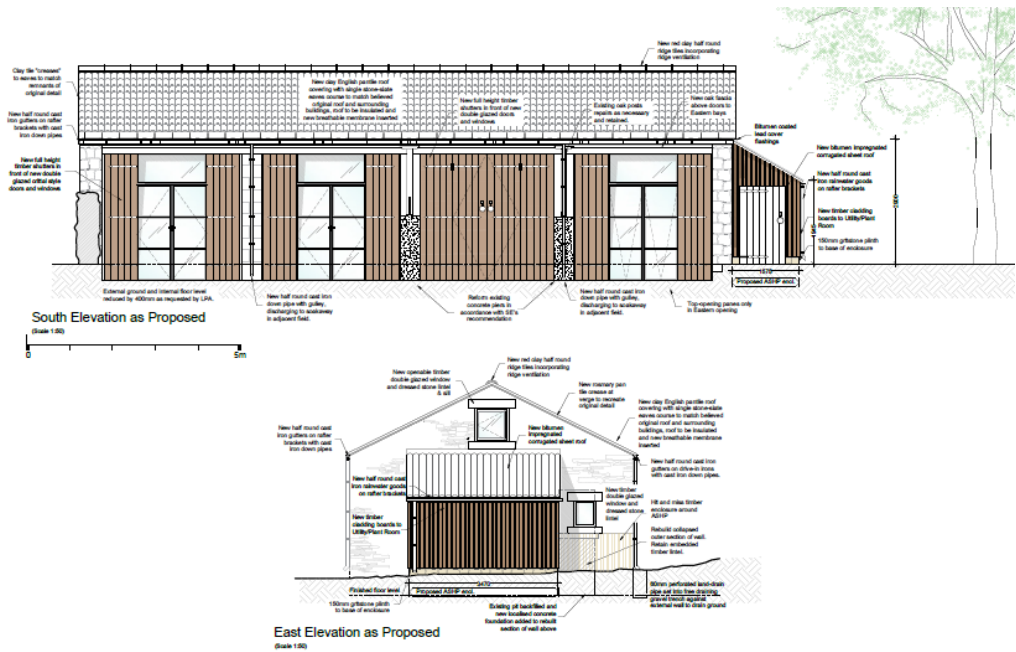 New red clay half round
ridge tiles incorporating
ridge ventilation
Clay tile "creases"
to eaves to match
remnants of
original detail
New clay English pantile roof
covering with single stone-slate
eaves course to match believed
original roof and surrounding
buildings, roof to be insulated and
new breathable membrane inserted
New full height timber
shutters in front of new
double glazed doors
and windows
Existing oak posts
repairs as necessary
and retained.
New oak fascia
above doors to
Eastern bays
New half round cast
iron gutters on rafter
brackets with cast
iron down pipes
Bitumen coated
lead cover
flashings
New full height
timber shutters in
front of new double
glazed crittal style
doors and windows
New bitumen impregnated
corrugated sheet roof
New half round cast
iron rainwater goods
on rafter brackets
New timber cladding
boards to Utility/Plant
Room
150mm gritstone plinth
to base of enclosure
1870
Proposed ASHP encl.
External ground and internal floor level
reduced by 400mm as requested by LPA.
New half round cast iron
down pipe with gulley,
discharging to soakaway
in adjacent field.
Reform existing
concrete piers in
accordance with SE's
recommendation
New half round cast iron
down pipe with gulley,
discharging to soakaway
in adjacent field.
Top-opening panes only
in Eastern opening
South Elevation as Proposed
(Scale 1:50)
0
5m
New red clay half round
ridge tiles incorporating
ridge ventilation
New openable timber
double glazed window
and dressed stone lintel
& sill
New rosemary pan
tile crease at
verge to recreate
original detail
New clay English pantile roof
covering with single stone-slate
eaves course to match believed
original roof and surrounding
buildings, roof to be insulated
and new breathable membrane
inserted
New half round cast
iron gutters on rafter
brackets with cast
iron down pipes
New bitumen
impregnated
corrugated sheet roof
New half round cast iron
gutters on drive-in irons
with cast iron down pipes.
New half round cast
iron rainwater goods
on rafter brackets
New timber
double glazed
window and
dressed stone
lintel
Hit and miss timber
enclosure around
ASHP
New timber
cladding boards to
Utility/Plant Room
Rebuild collapsed
outer section of wall.
Retain embedded
timber lintel.
Finished floor level
2470
Proposed ASHP encl.
150mm gritstone plinth
to base of enclosure
Existing pit backfilled and
new localised concrete
foundation added to rebuilt
section of wall above
60mm perforated land-drain
pipe set into free draining
gravel trench against
external wall to drain ground
East Elevation as Proposed
(Scale 1:50)